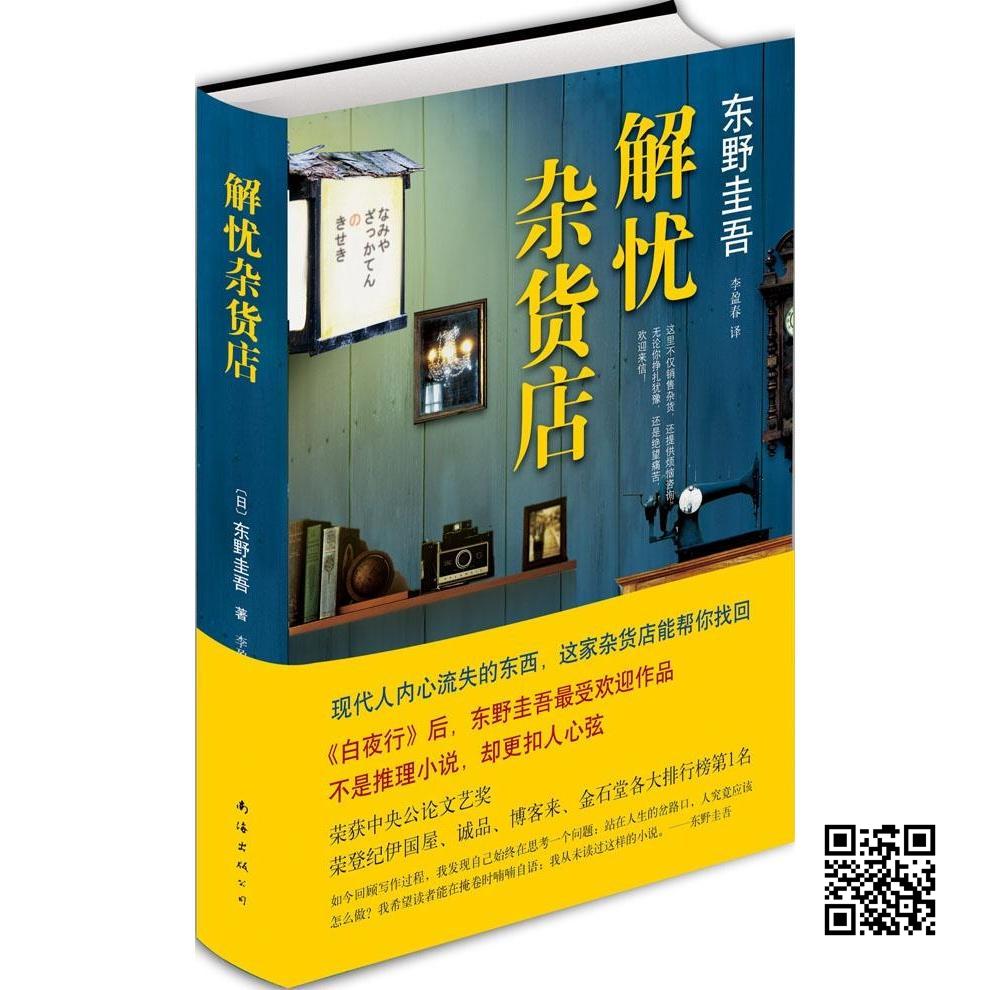 解忧杂货店
[日] 东野圭吾 著 李盈
南海出版公司
なみや
ざっかてん
の
きせき
解忧
杂货店
东野圭吾
李盈春 译
这里不仅销售杂货，还提供烦恼咨询。
无论你挣扎犹豫，还是绝望痛苦，
欢迎来信！
现代人内心流失的东西，这家杂货店能帮你找回
《白夜行》后，东野圭吾最受欢迎作品
不是推理小说，却更扣人心弦
荣获中央公论文艺奖
荣登纪伊国屋、诚品、博客来、金石堂各大排行榜第1名
如今回顾写作过程，我发现自己始终在思考一个问题：站在人生的岔路口，人究竟应该
怎么做？我希望读者能在掩卷时喃喃自语：我从未读过这样的小说。——东野圭吾